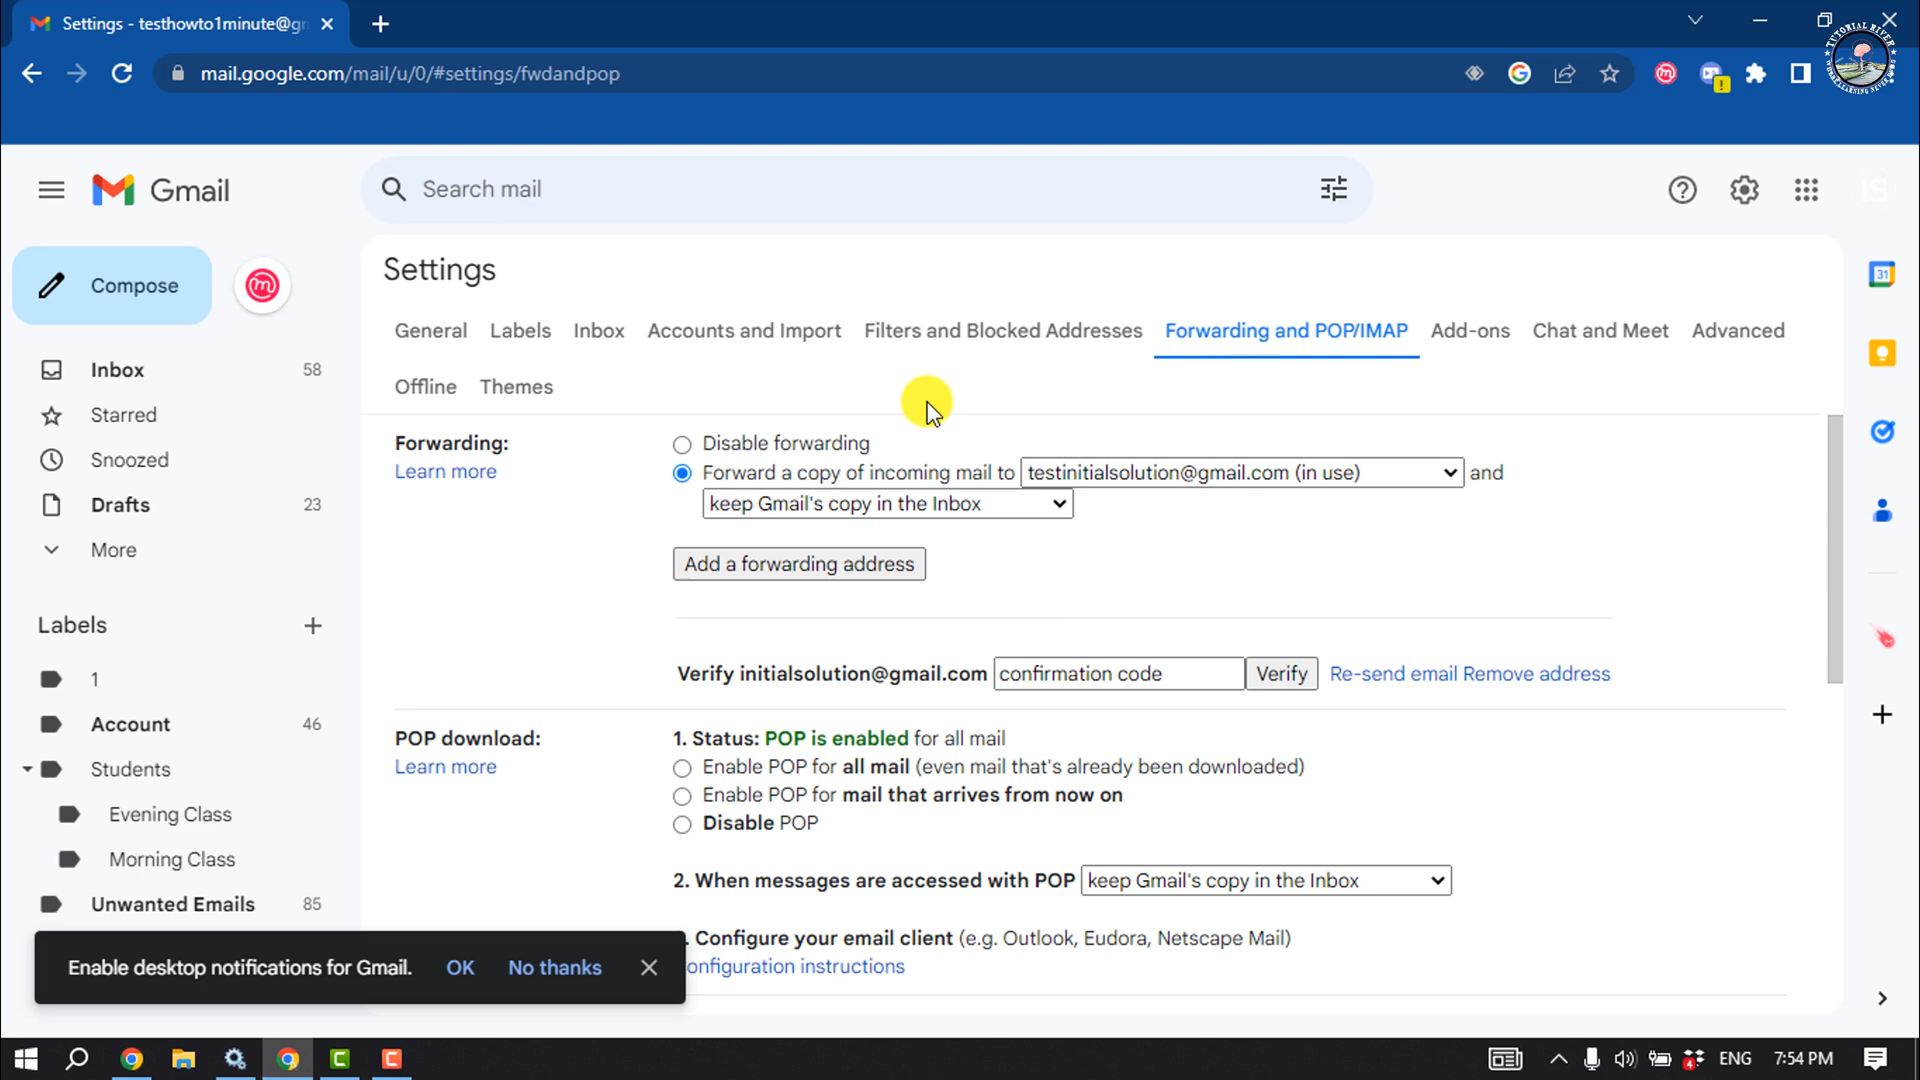 Settings - testhowto1minute@gr
mail.google.com/mail/u/0/#settings/fwdandpop
TUTORIAL RIVER
Gmail
Search mail
Compose
Inbox 58
Starred
Snoozed
Drafts 23
More
Labels
1
Account 46
Students
Evening Class
Morning Class
Unwanted Emails 85
Settings
General Labels Inbox Accounts and Import Filters and Blocked Addresses Forwarding and POP/IMAP Add-ons Chat and Meet Advanced
Offline Themes
Forwarding:
Learn more
Disable forwarding
Forward a copy of incoming mail to testinitialsolution@gmail.com (in use) and
keep Gmail's copy in the Inbox
Add a forwarding address
Verify initialsolution@gmail.com confirmation code Verify Re-send email Remove address
POP download:
Learn more
1. Status: POP is enabled for all mail
Enable POP for all mail (even mail that's already been downloaded)
Enable POP for mail that arrives from now on
Disable POP
2. When messages are accessed with POP keep Gmail's copy in the Inbox
. Configure your email client (e.g. Outlook, Eudora, Netscape Mail)
onfiguration instructions
Enable desktop notifications for Gmail. OK No thanks
31
ENG 7:54 PM